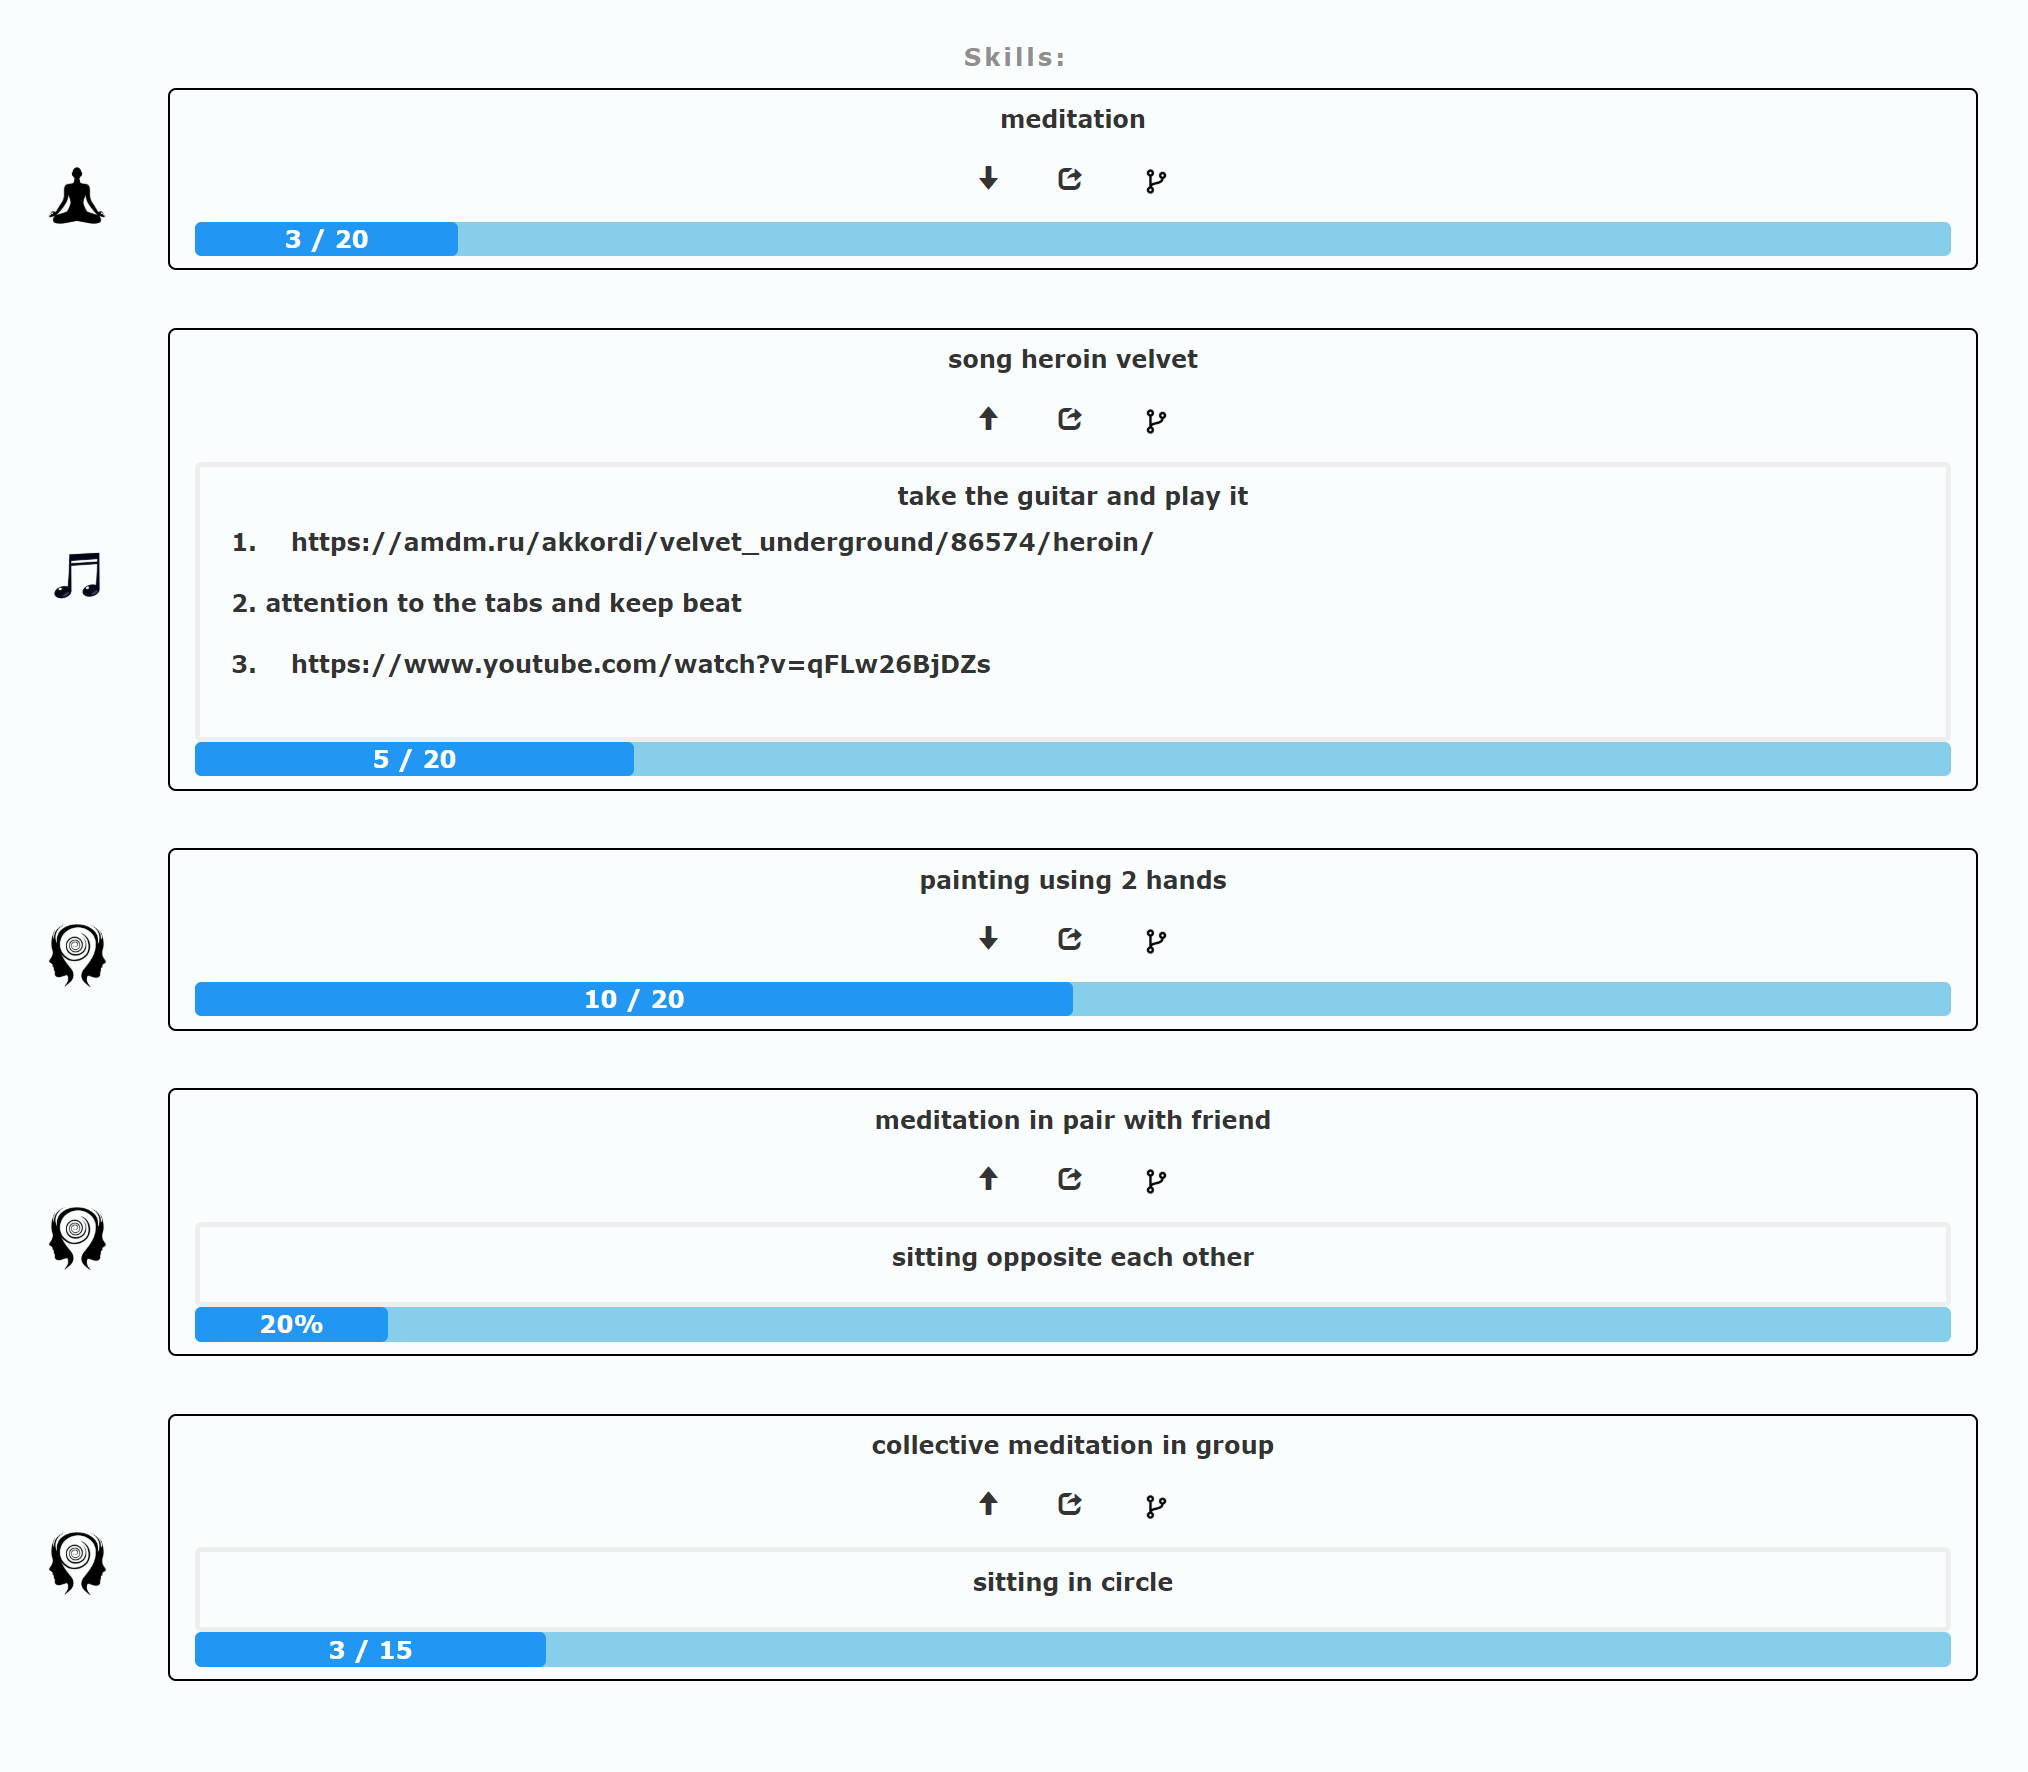 Skills:
meditation
3 / 20
song heroin velvet
take the guitar and play it
1. https://amdm.ru/akkordi/velvet_underground/86574/heroin/
2. attention to the tabs and keep beat
3. https://www.youtube.com/watch?v=qFLw26BjDZs
5 / 20
painting using 2 hands
10 / 20
meditation in pair with friend
sitting opposite each other
20%
collective meditation in group
sitting in circle
3 / 15